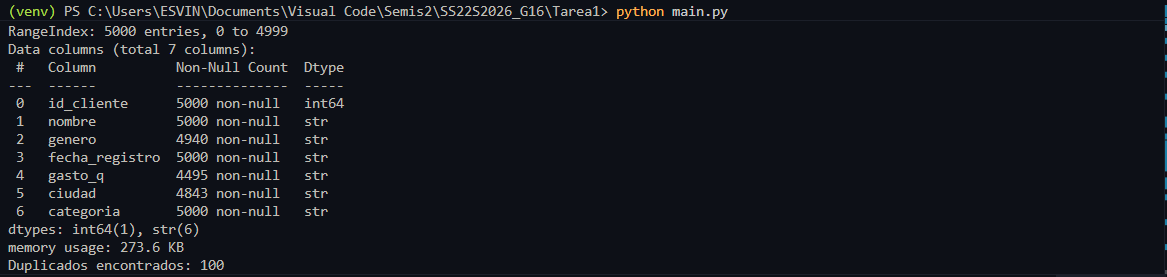 (venv) PS C:\Users\ESVIN\Documents\Visual Code\Semis2\SS22S2026_G16\Tarea1> python main.py
RangeIndex: 5000 entries, 0 to 4999
Data columns (total 7 columns):
 #   Column          Non-Null Count  Dtype
---  ------          --------------  -----
 0   id_cliente      5000 non-null   int64
 1   nombre          5000 non-null   str
 2   genero          4940 non-null   str
 3   fecha_registro  5000 non-null   str
 4   gasto_q         4495 non-null   str
 5   ciudad          4843 non-null   str
 6   categoria       5000 non-null   str
dtypes: int64(1), str(6)
memory usage: 273.6 KB
Duplicados encontrados: 100